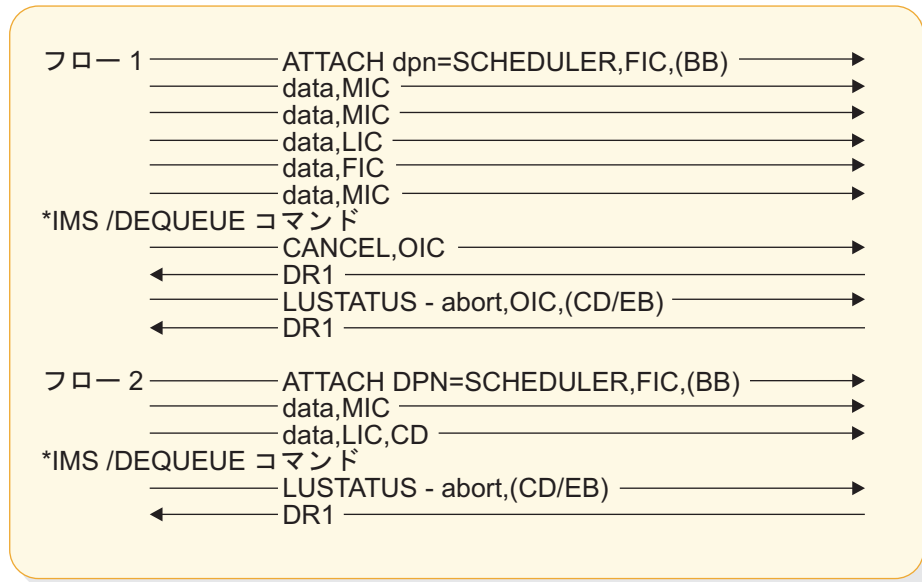 フロー 1 ATTACH dpn=SCHEDULER,FIC,(BB)
data,MIC
data,MIC
data,LIC
data,FIC
data,MIC
*IMS /DEQUEUE コマンド
CANCEL,OIC
DR1
LUSTATUS - abort,OIC,(CD/EB)
DR1
フロー 2 ATTACH DPN=SCHEDULER,FIC,(BB)
data,MIC
data,LIC,CD
*IMS /DEQUEUE コマンド
LUSTATUS - abort,(CD/EB)
DR1